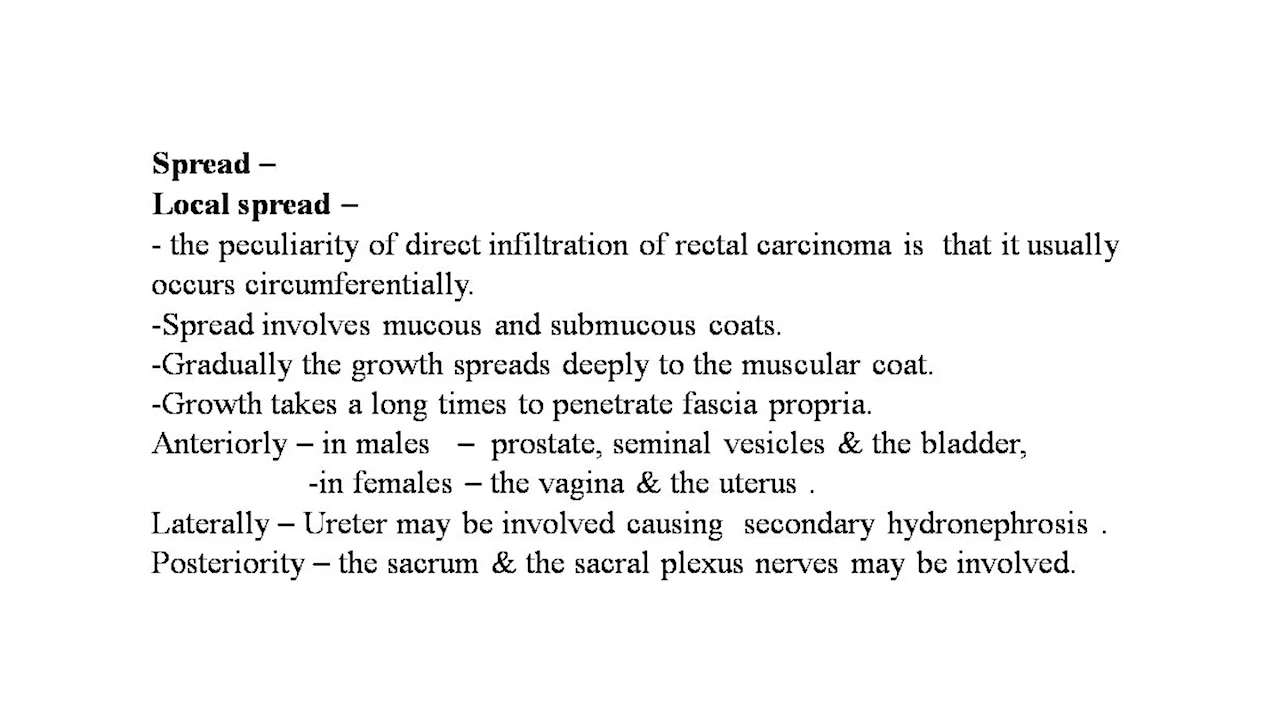 Spread –
Local spread –
- the peculiarity of direct infiltration of rectal carcinoma is that it usually
occurs circumferentially.
-Spread involves mucous and submucous coats.
-Gradually the growth spreads deeply to the muscular coat.
-Growth takes a long times to penetrate fascia propria.
Anteriorly – in males – prostate, seminal vesicles & the bladder,
-in females – the vagina & the uterus .
Laterally – Ureter may be involved causing secondary hydronephrosis .
Posteriority – the sacrum & the sacral plexus nerves may be involved.